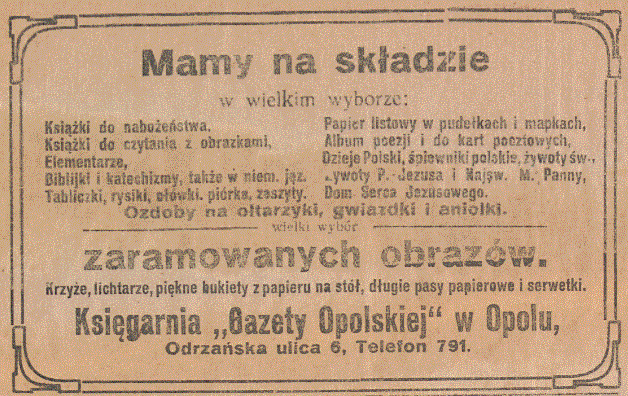 Mamy na składzie
w wielkim wyborze:
Książki do nabożeństwa,
Książki do czytania z obrazkami,
Elementarze,
Biblijki i katechizmy, także w niem. jęz.
Tabliczki, rysiki, ołówki, piórka, zeszyty.
Papier listowy w pudełkach i mapkach,
Album poezji i do kart pocztowych,
Dzieje Polski, śpiewniki polskie, żywoty św.,
żywoty P. Jezusa i Najśw. M. Panny,
Dom Serca Jezusowego.
Ozdoby na ołtarzyki, gwiazdki i aniołki.
wielki wybór
zaramowanych obrazów.
Krzyże, lichtarze, piękne bukiety z papieru na stół, długie pasy papierowe i serwetki.
Księgarnia „Gazety Opolskiej“ w Opolu,
Odrzańska ulica 6, Telefon 791.